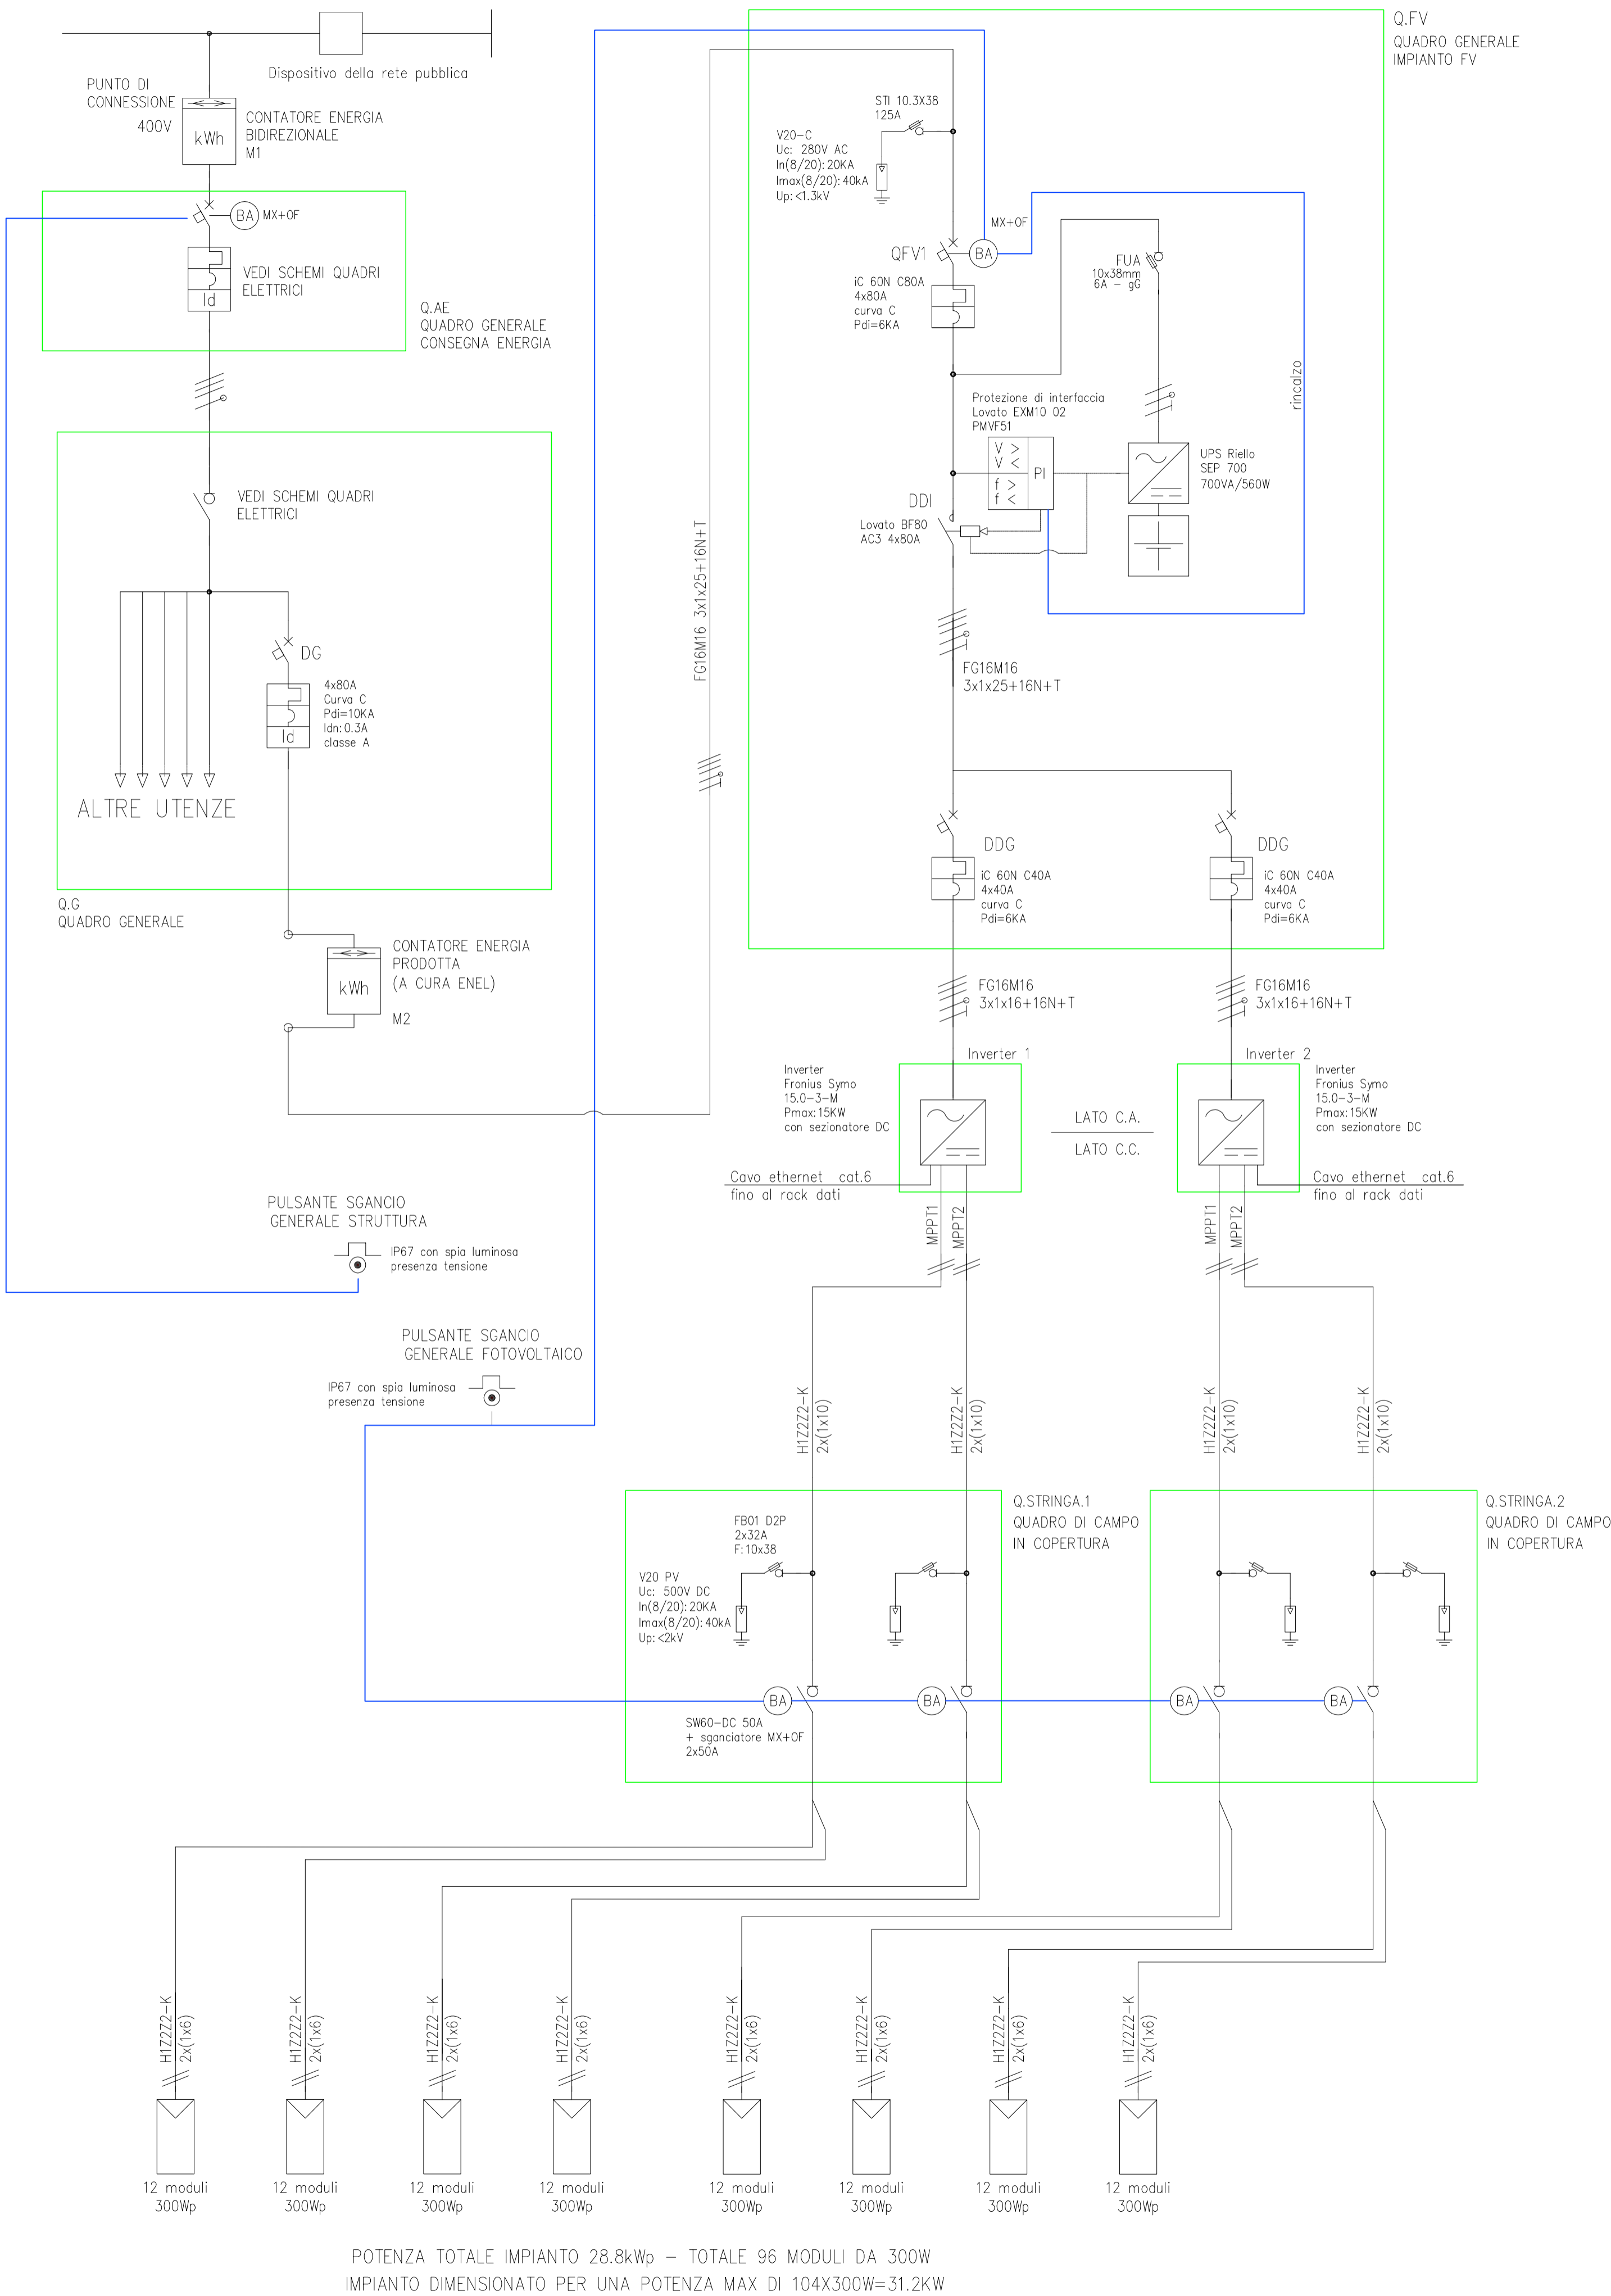 Dispositivo della rete pubblica
PUNTO DI
CONNESSIONE
400V
kWh
CONTATORE ENERGIA
BIDIREZIONALE
M1
BA
MX+OF
Id
VEDI SCHEMI QUADRI
ELETTRICI
Q.AE
QUADRO GENERALE
CONSEGNA ENERGIA
VEDI SCHEMI QUADRI
ELETTRICI
DG
4x80A
Curva C
Pdi=10KA
Idn:0.3A
classe A
Id
ALTRE UTENZE
Q.G
QUADRO GENERALE
CONTATORE ENERGIA
PRODOTTA
(A CURA ENEL)
kWh
M2
FG16M16 3x1x25+16N+T
Q.FV
QUADRO GENERALE
IMPIANTO FV
STI 10.3X38
125A
V20-C
Uc: 280V AC
In(8/20):20KA
Imax(8/20):40kA
Up:<1.3kV
MX+OF
QFV1
BA
iC 60N C80A
4x80A
curva C
Pdi=6KA
FUA
10x38mm
6A - gG
rincalzo
Protezione di interfaccia
Lovato EXM10 02
PMVF51
V >
V <
f >
f <
PI
UPS Riello
SEP 700
700VA/560W
DDI
Lovato BF80
AC3 4x80A
FG16M16
3x1x25+16N+T
DDG
iC 60N C40A
4x40A
curva C
Pdi=6KA
DDG
iC 60N C40A
4x40A
curva C
Pdi=6KA
FG16M16
3x1x16+16N+T
FG16M16
3x1x16+16N+T
Inverter 1
Inverter
Fronius Symo
15.0-3-M
Pmax:15KW
con sezionatore DC
LATO C.A.
LATO C.C.
Inverter 2
Inverter
Fronius Symo
15.0-3-M
Pmax:15KW
con sezionatore DC
Cavo ethernet cat.6
fino al rack dati
Cavo ethernet cat.6
fino al rack dati
MPPT1
MPPT2
MPPT1
MPPT2
PULSANTE SGANCIO
GENERALE STRUTTURA
IP67 con spia luminosa
presenza tensione
PULSANTE SGANCIO
GENERALE FOTOVOLTAICO
IP67 con spia luminosa
presenza tensione
H1Z2Z2-K
2x(1x10)
H1Z2Z2-K
2x(1x10)
H1Z2Z2-K
2x(1x10)
H1Z2Z2-K
2x(1x10)
Q.STRINGA.1
QUADRO DI CAMPO
IN COPERTURA
Q.STRINGA.2
QUADRO DI CAMPO
IN COPERTURA
FB01 D2P
2x32A
F:10x38
V20 PV
Uc: 500V DC
In(8/20):20KA
Imax(8/20):40kA
Up:<2kV
BA
BA
BA
BA
SW60-DC 50A
+ sganciatore MX+OF
2x50A
H1Z2Z2-K
2x(1x6)
H1Z2Z2-K
2x(1x6)
H1Z2Z2-K
2x(1x6)
H1Z2Z2-K
2x(1x6)
H1Z2Z2-K
2x(1x6)
H1Z2Z2-K
2x(1x6)
H1Z2Z2-K
2x(1x6)
H1Z2Z2-K
2x(1x6)
12 moduli
300Wp
12 moduli
300Wp
12 moduli
300Wp
12 moduli
300Wp
12 moduli
300Wp
12 moduli
300Wp
12 moduli
300Wp
12 moduli
300Wp
POTENZA TOTALE IMPIANTO 28.8kWp - TOTALE 96 MODULI DA 300W
IMPIANTO DIMENSIONATO PER UNA POTENZA MAX DI 104X300W=31.2KW